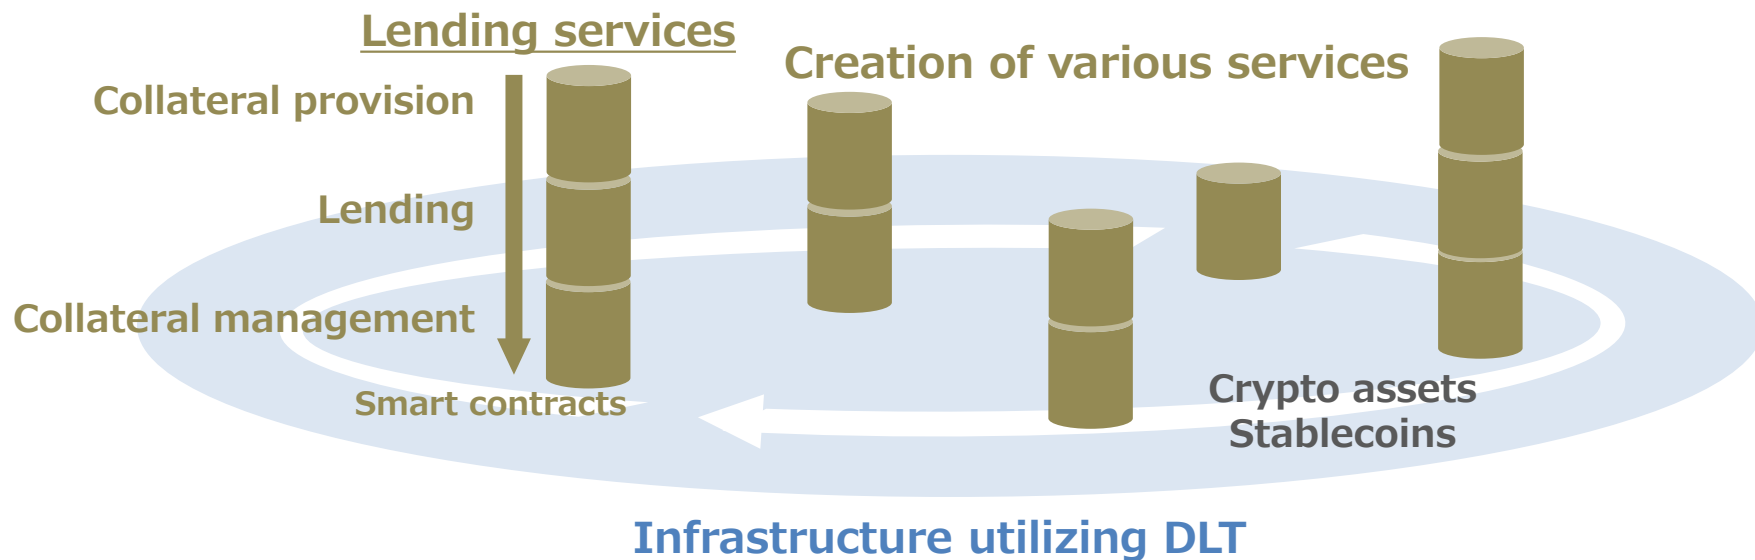 Lending services
Creation of various services
Collateral provision
Lending
Collateral management
Smart contracts
Crypto assets
Stablecoins
Infrastructure utilizing DLT